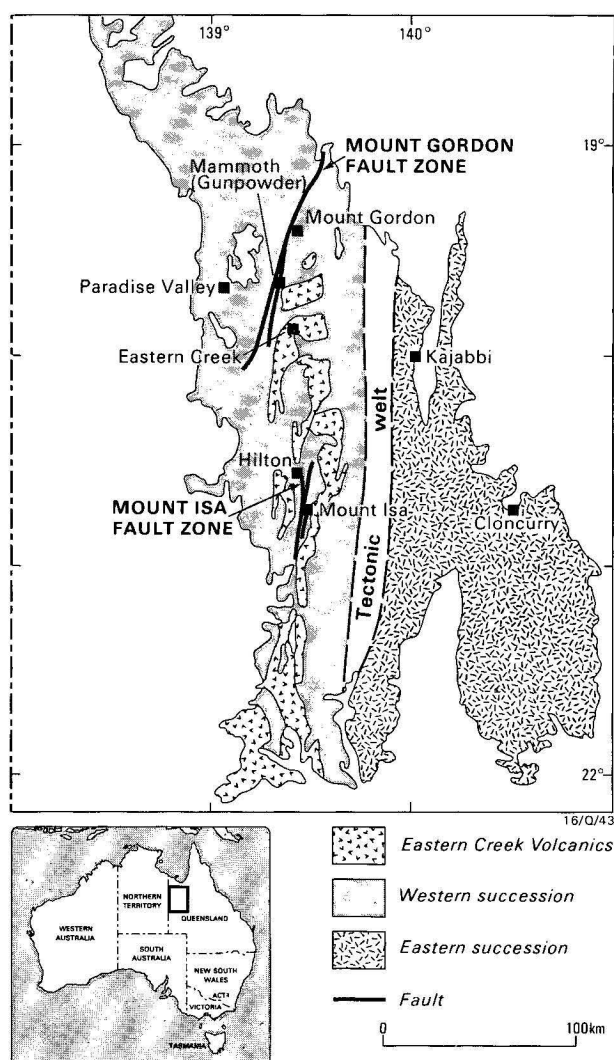 139°
140°
19°
MOUNT GORDON
FAULT ZONE
Mammoth
(Gunpowder)
Mount Gordon
Paradise Valley
Eastern Creek
Kajabbi
welt
Hilton
MOUNT ISA
FAULT ZONE
Mount Isa
Cloncurry
Tectonic
22°
16/Q/43
NORTHERN
TERRITORY
QUEENSLAND
WESTERN
AUSTRALIA
SOUTH
AUSTRALIA
NEW SOUTH
WALES
ACT
VICTORIA
TASMANIA
Eastern Creek Volcanics
Western succession
Eastern succession
Fault
0
100km